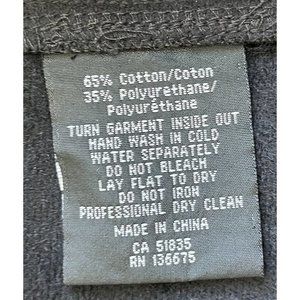 65% Cotton/Coton
35% Polyurethane/
Polyuréthane
TURN GARMENT INSIDE OUT
HAND WASH IN COLD
WATER SEPARATELY
DO NOT BLEACH
LAY FLAT TO DRY
DO NOT IRON
PROFESSIONAL DRY CLEAN
MADE IN CHINA
CA 51835
RN 136675